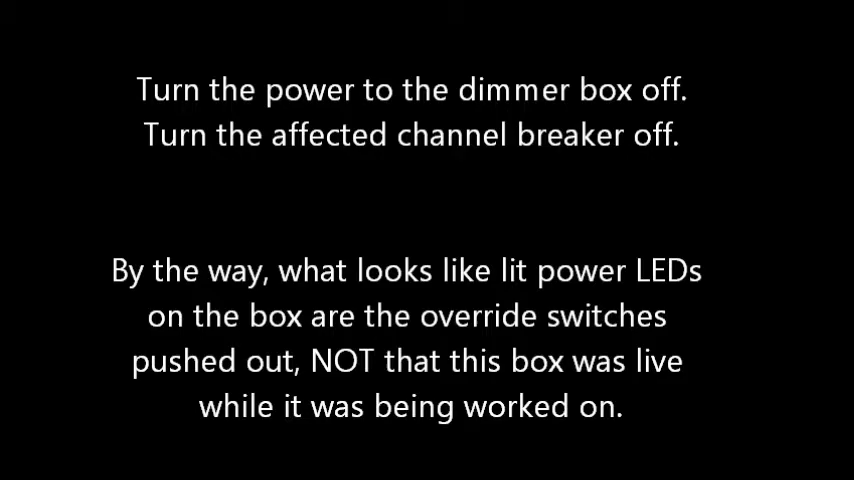 Turn the power to the dimmer box off.
Turn the affected channel breaker off.
By the way, what looks like lit power LEDs
on the box are the override switches
pushed out, NOT that this box was live
while it was being worked on.